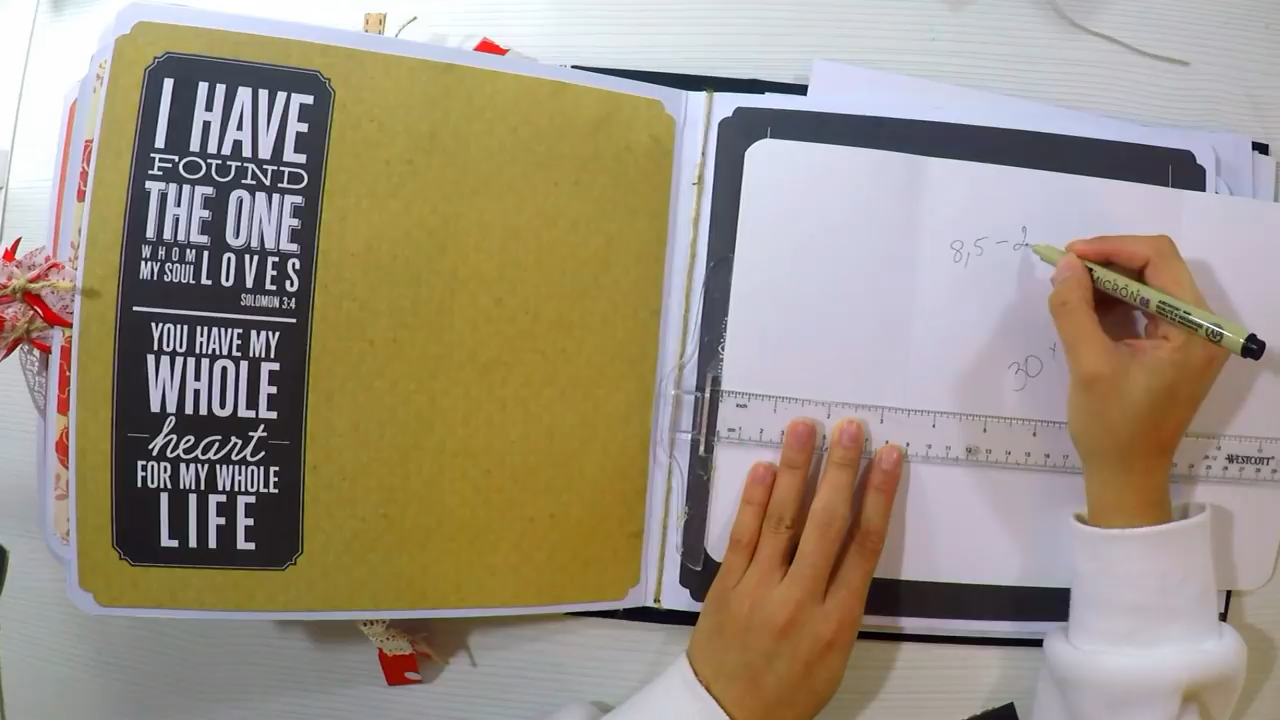 I HAVE
FOUND
THE ONE
WHOM
MY SOUL LOVES
SOLOMON 3:4
YOU HAVE MY
WHOLE
heart
FOR MY WHOLE
LIFE
8,5-2
30+
MICRON 08
WESTCOTT